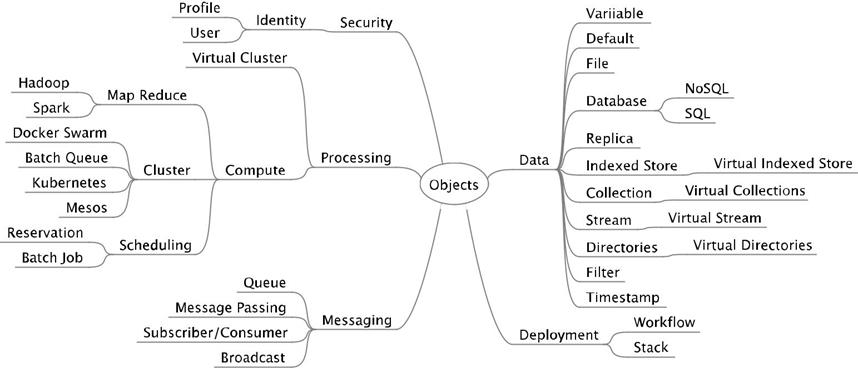 Profile
User
Identity
Security
Virtual Cluster
Hadoop
Spark
Map Reduce
Docker Swarm
Batch Queue
Kubernetes
Mesos
Cluster
Compute
Processing
Reservation
Batch Job
Scheduling
Queue
Message Passing
Subscriber/Consumer
Broadcast
Messaging
Objects
Data
Variiable
Default
File
Database
NoSQL
SQL
Replica
Indexed Store
Virtual Indexed Store
Collection
Virtual Collections
Stream
Virtual Stream
Directories
Virtual Directories
Filter
Timestamp
Deployment
Workflow
Stack